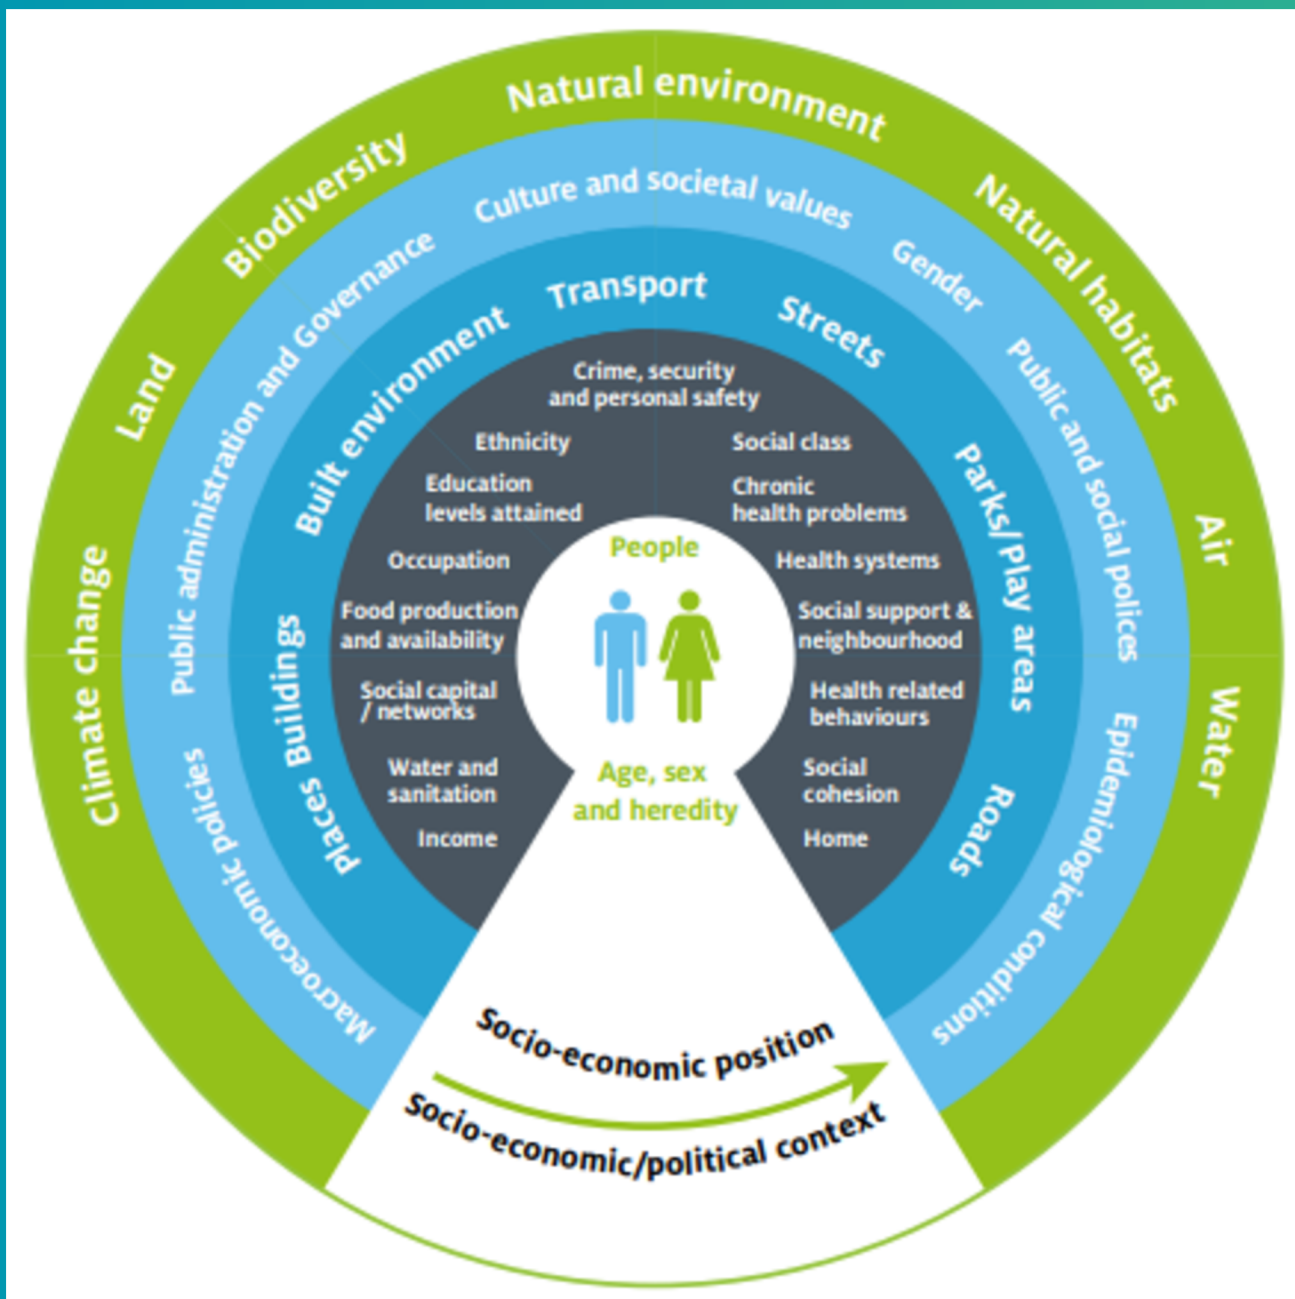 Natural environment
Natural habitats
Air
Water
Biodiversity
Land
Climate change
Culture and societal values
Gender
Public and social polices
Epidemiological conditions
Public administration and Governance
Macroeconomic policies
Transport
Streets
Parks/Play areas
Roads
Built environment
Buildings
Places
Crime, security
and personal safety
Ethnicity
Education
levels attained
Occupation
Food production
and availability
Social capital
/ networks
Water and
sanitation
Income
Social class
Chronic
health problems
Health systems
Social support &
neighbourhood
Health related
behaviours
Social
cohesion
Home
People
Age, sex
and heredity
Socio-economic position
Socio-economic/political context